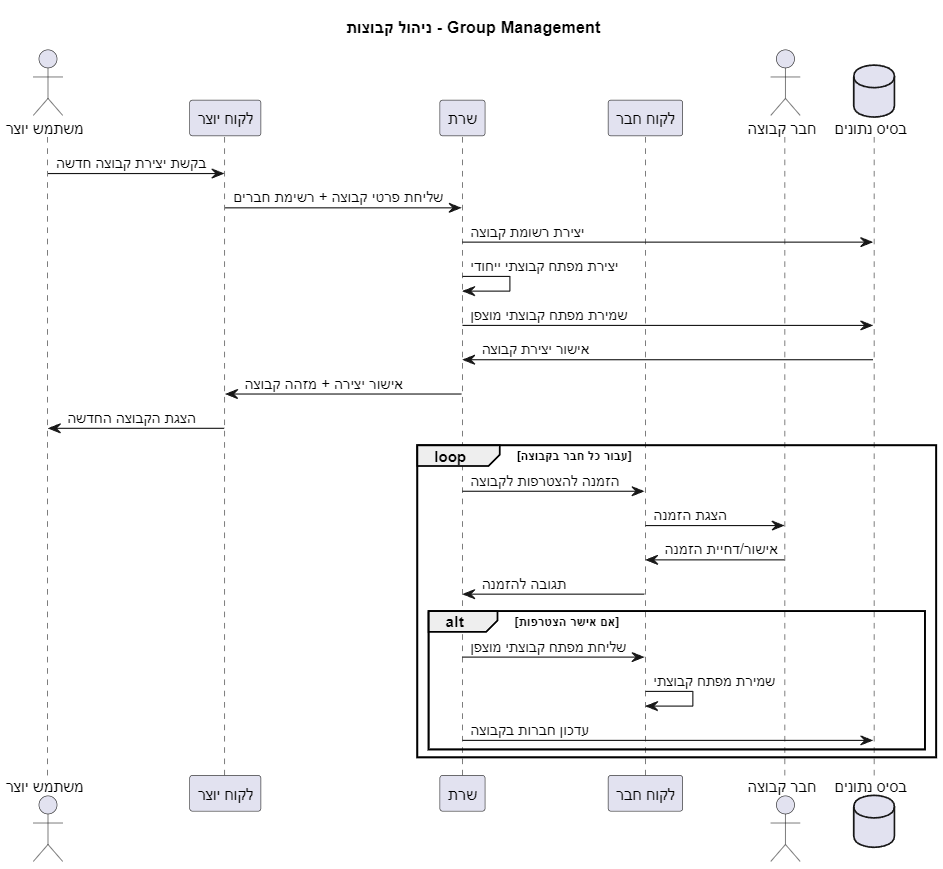 ניהול קבוצות - Group Management
משתמש יוצר
לקוח יוצר
שרת
לקוח חבר
חבר קבוצה
בסיס נתונים
בקשת יצירת קבוצה חדשה
שליחת פרטי קבוצה + רשימת חברים
יצירת רשומת קבוצה
יצירת מפתח קבוצתי ייחודי
שמירת מפתח קבוצתי מוצפן
אישור יצירת קבוצה
אישור יצירה + מזהה קבוצה
הצגת הקבוצה החדשה
loop [עבור כל חבר בקבוצה]
הזמנה להצטרפות לקבוצה
הצגת הזמנה
אישור/דחיית הזמנה
תגובה להזמנה
alt [אם אישר הצטרפות]
שליחת מפתח קבוצתי מוצפן
שמירת מפתח קבוצתי
עדכון חברות בקבוצה
משתמש יוצר
לקוח יוצר
שרת
לקוח חבר
חבר קבוצה
בסיס נתונים